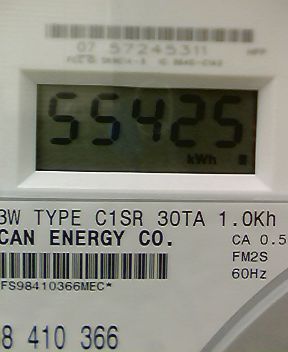 07 57245311
55425
kWh
3W TYPE C1SR 30TA 1.0Kh
CAN ENERGY CO.
CA 0.5
FM2S
FS98410366MEC*
60Hz
8 410 366